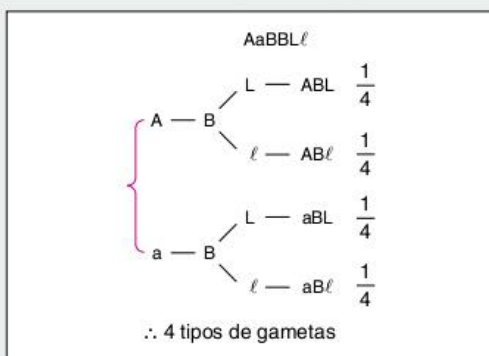 AaBBLℓ
L — ABL 1/4
A — B
ℓ — ABℓ 1/4
L — aBL 1/4
a — B
ℓ — aBℓ 1/4
∴ 4 tipos de gametas